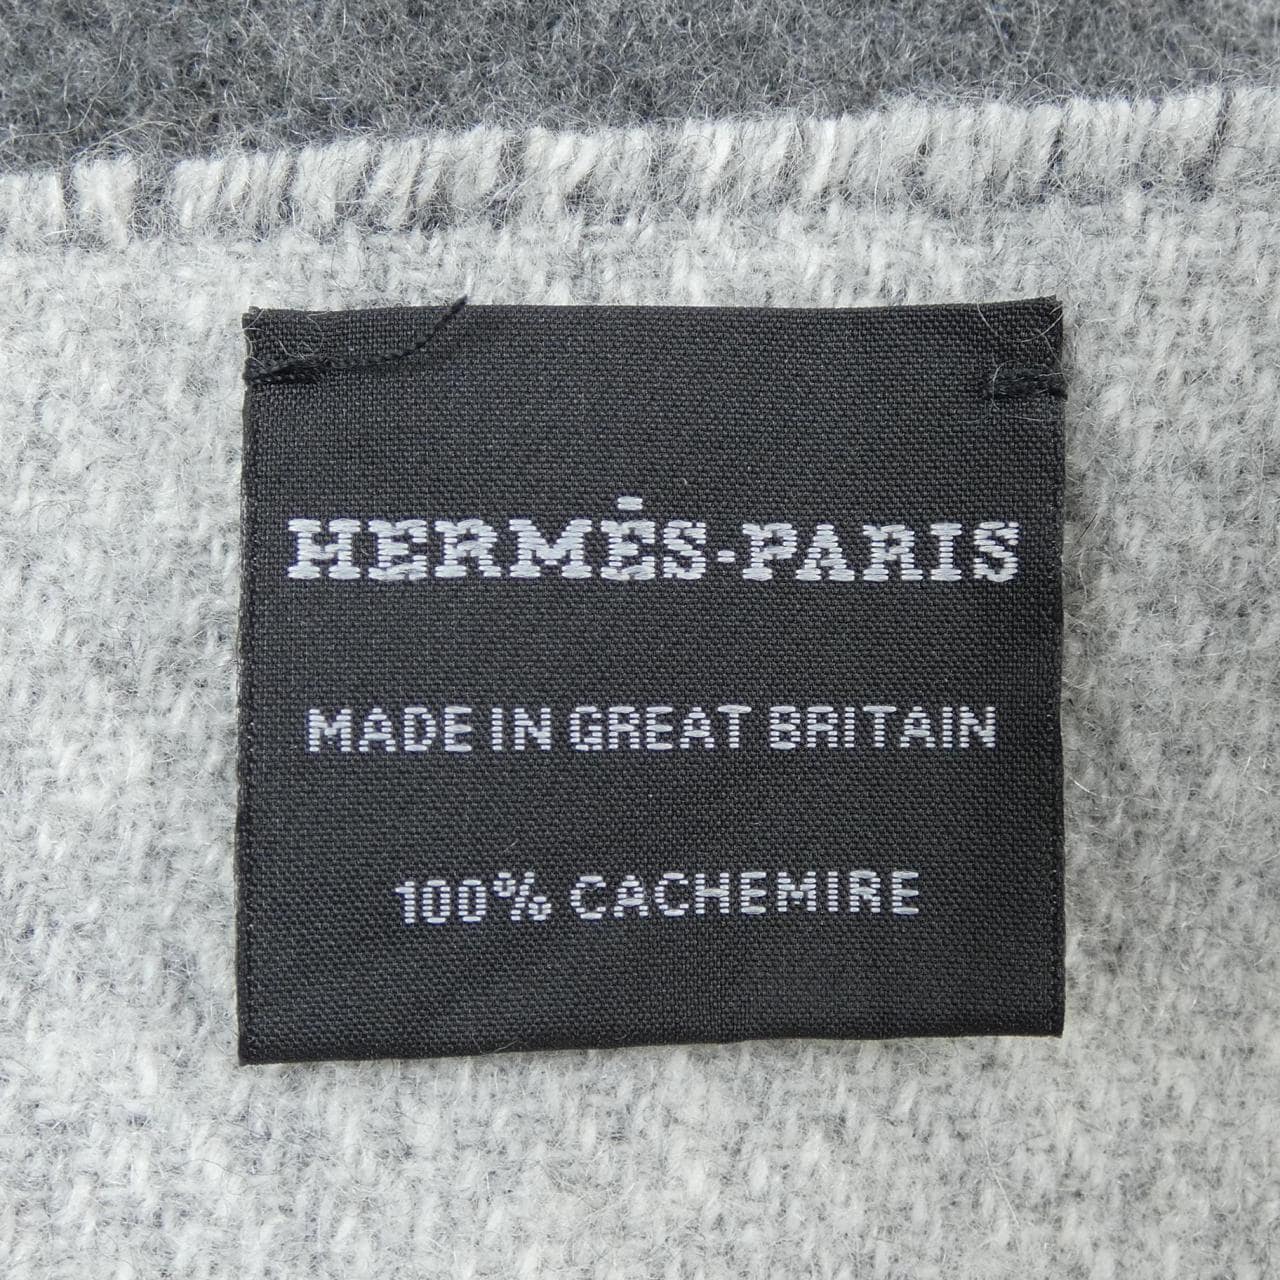 HERMÈS-PARIS
MADE IN GREAT BRITAIN
100% CACHEMIRE